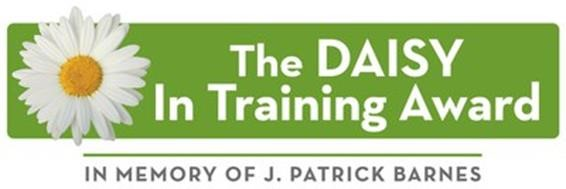 The DAISY
In Training Award
IN MEMORY OF J. PATRICK BARNES